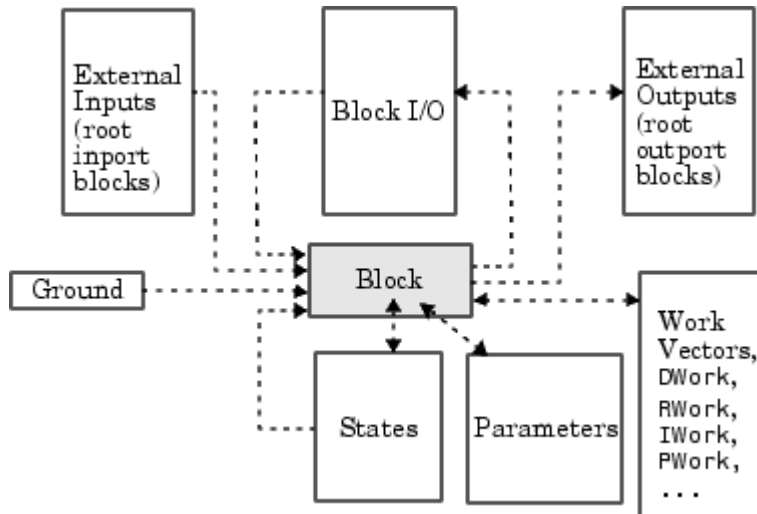 External
Inputs
(root
inport
blocks)
Block I/O
External
Outputs
(root
outport
blocks)
Ground
Block
States
Parameters
Work
Vectors,
DWork,
RWork,
IWork,
PWork,
...